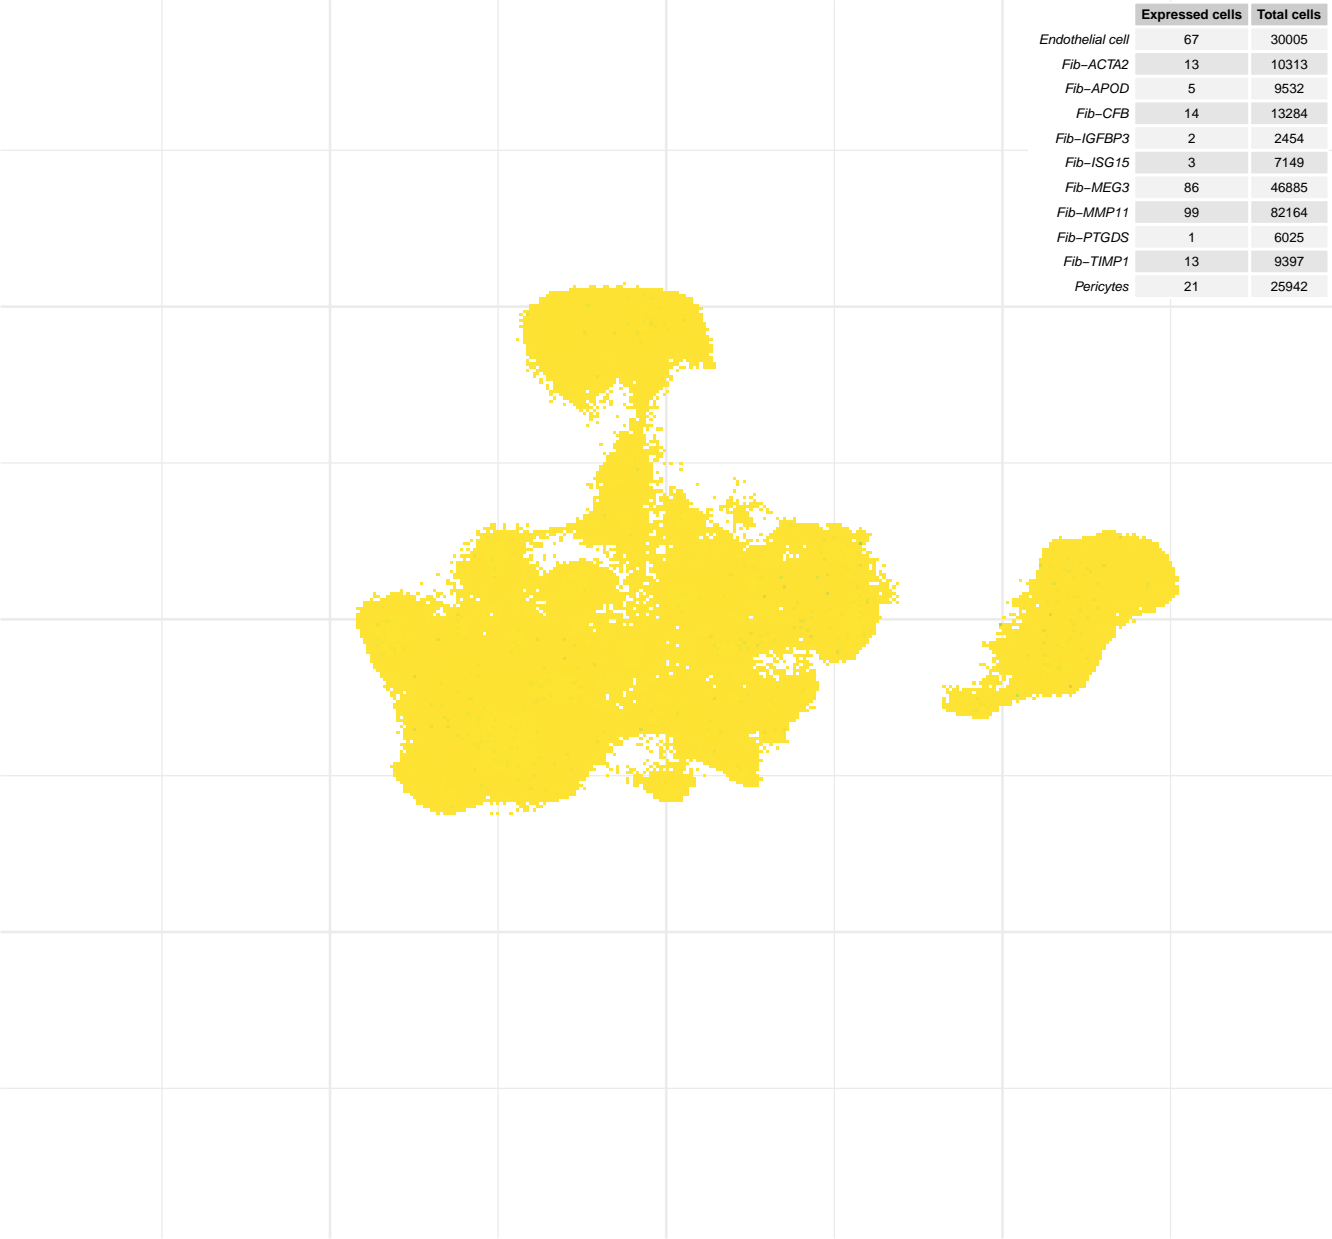 Expressed cells Total cells
Endothelial cell 67 30005
Fib−ACTA2 13 10313
Fib−APOD 5 9532
Fib−CFB 14 13284
Fib−IGFBP3 2 2454
Fib−ISG15 3 7149
Fib−MEG3 86 46885
Fib−MMP11 99 82164
Fib−PTGDS 1 6025
Fib−TIMP1 13 9397
Pericytes 21 25942